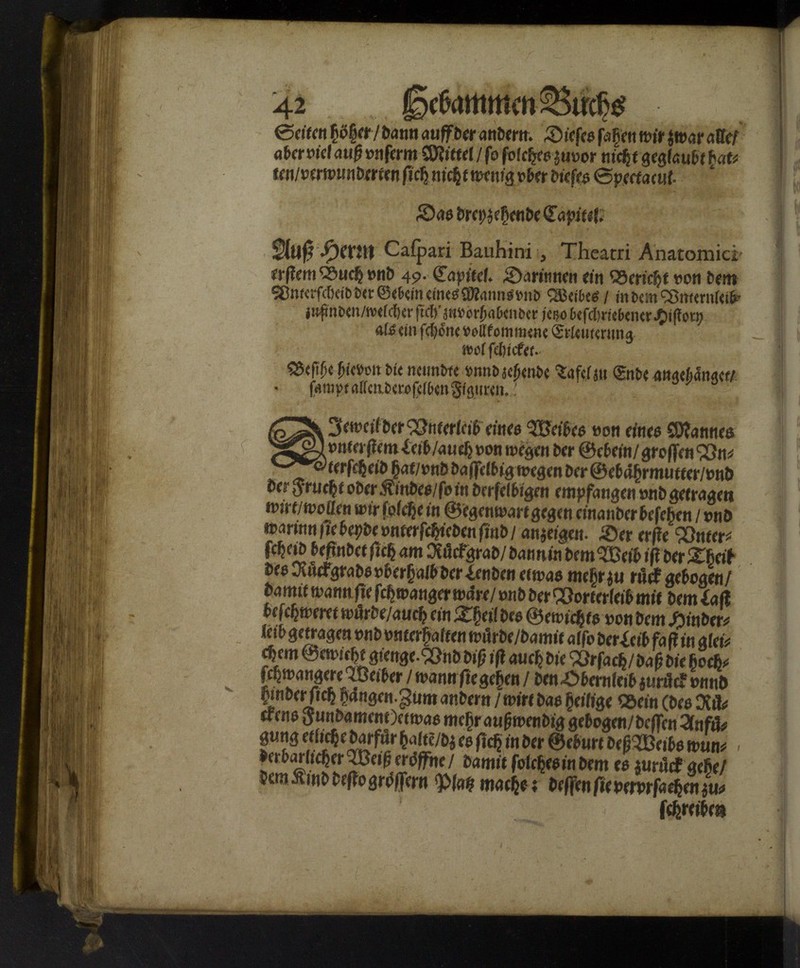 42 Hebammen Buchs
Seiten höher / dann auff der andern. Dieses sahen wir zwar alle/
aber viel auß vnserm Mittel / so solches zuvor nicht geglaubt hat-
ten/verwunderten sich nicht wenig vber dieses Spectacul.
Das dreyzehende Capitel.
Auß Herrn Caspari Bauhini, Theatri Anatomici
erstem Buch vnd 49. Capitel. Darinnen ein Bericht von dem
Vnterscheid der Gebein eines Manns vnd Weibes / in dem Vnternleib
zufinden/welcher sich zuvorhabender jetzo beschriebener History
als ein schöne vollkommene Erleuterung
wol schicket.
Besihe hievon die neundte vnnd zehende Tafel zu Ende angehänget/
sampt allen derofelben Figuren.
Jeweil der Vnterleib eines Weibes von eines Mannes
vnterstem Leib/auch von wegen der Gebein/ grossen Vn-
terscheid hat/vnd dasselbig wegen der Gebährmutter/vnd
der Frucht oder Kindes/so in derselbigen empfangen vnd getragen
wirt/wollen wir solche in Gegenwart gegen einander besehen / vnd
warinn sie beyde vnterschieden sind / anzeigen. Der erste Vnter-
scheid befindet sich am Rückgrad/ dann in dem Weib ist der Theil
des Rückgrads vberhalb der Lenden etwas mehr zu rück gebogen/
damit wann sie schwanger wäre/ vnd der Vorterleib mit dem Last
beschweret würde/auch ein Theil des Gewichts von dem Hinder-
leib getragen vnd vnterhalten würde/damit also der Leib fast in glei-
chem Gewicht gienge. Vnd diß ist auch die Vrsach/daß die hoch-
schwangere Weiber / wann sie gehen / den Obernleib zurück vnnd
hinder sich hängen. Zum andern / wirt das heilige Bein (des Rü-
ckens Fundament) etwas mehr außwendig gebogen/dessen Anfü-
gung etliche darfür halte/dz es sich in der Geburt deß Weibs wun-
derbarlicher Weiß eröffne / damit solches in dem es zurück gehe/
dem Kind desto grössern Platz mache: dessen sie vervrsachen zu-
schreiben